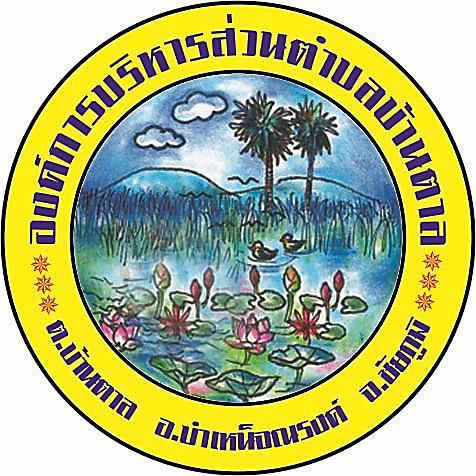 องค์การบริหารส่วนตำบลบ้านตาล
ต.บ้านตาล อ.บำเหน็จณรงค์ จ.ชัยภูมิ